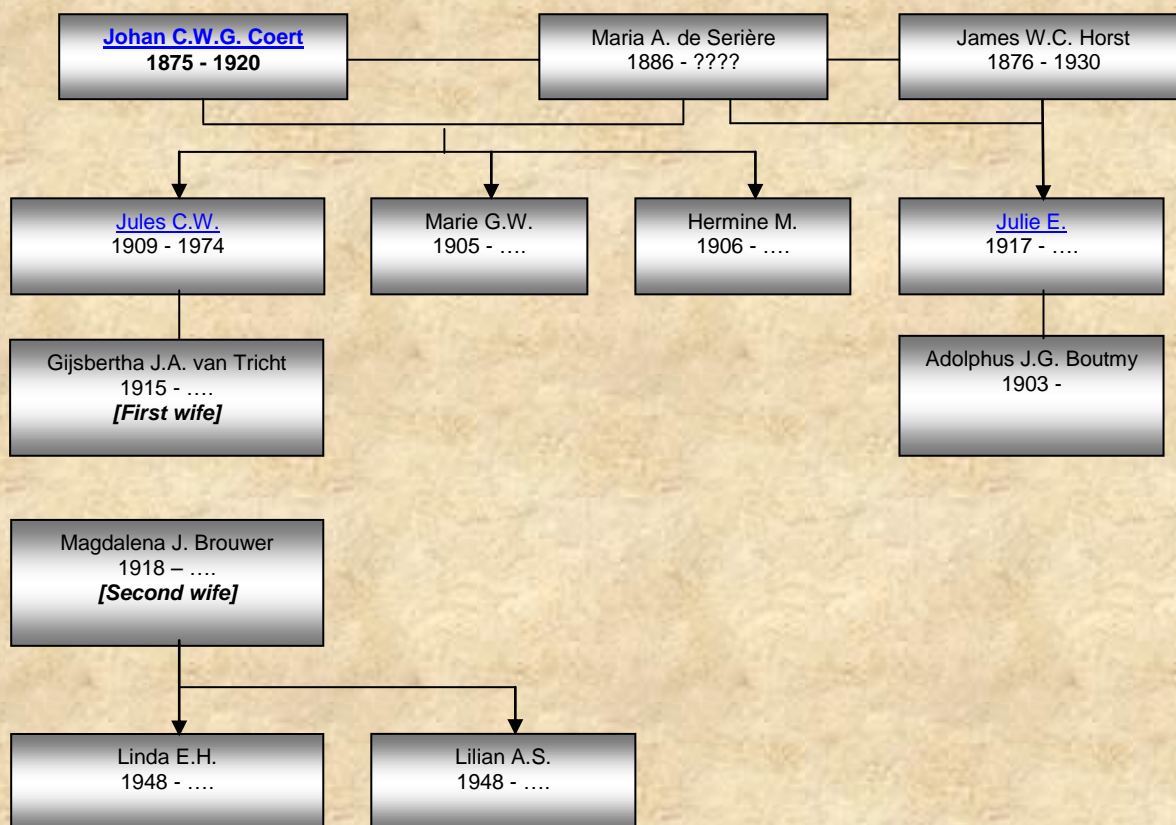 Johan C.W.G. Coert
1875 - 1920
Maria A. de Serière
1886 - ????
James W.C. Horst
1876 - 1930
Jules C.W.
1909 - 1974
Marie G.W.
1905 - ….
Hermine M.
1906 - ….
Julie E.
1917 - ….
Gijsbertha J.A. van Tricht
1915 - ….
[First wife]
Adolphus J.G. Boutmy
1903 -
Magdalena J. Brouwer
1918 – ….
[Second wife]
Linda E.H.
1948 - ….
Lilian A.S.
1948 - ….